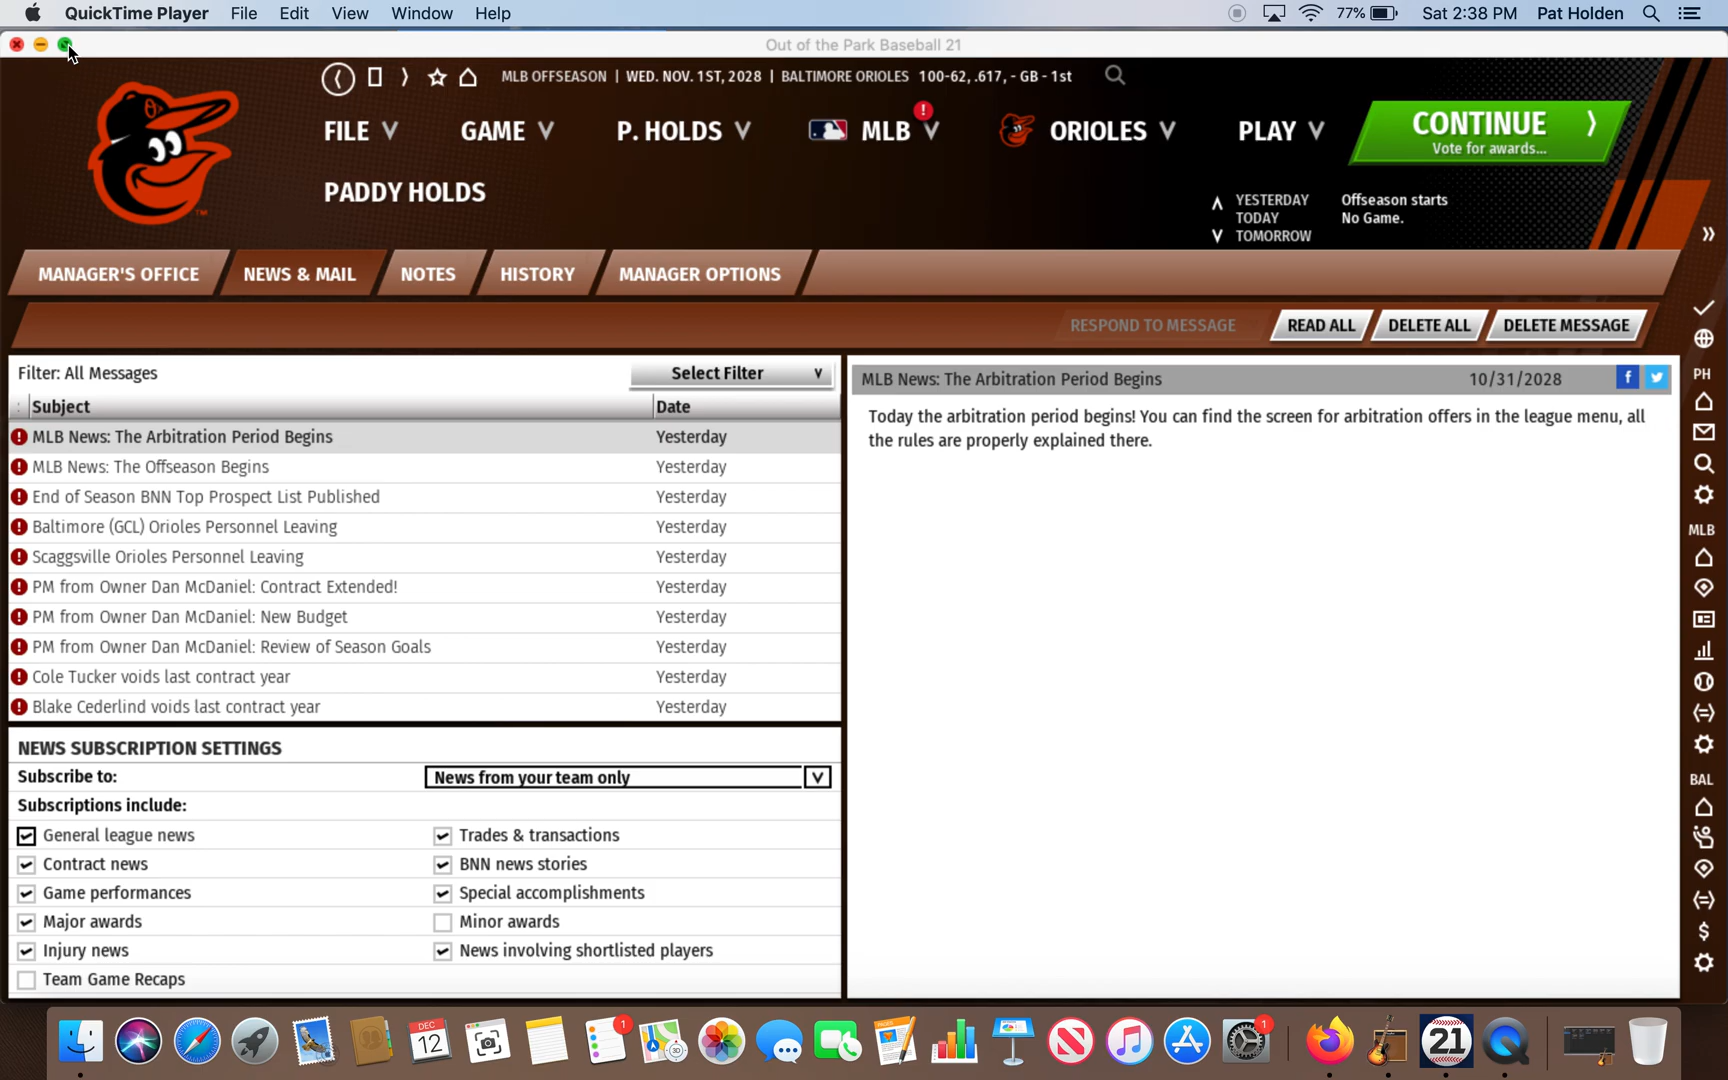 QuickTime Player File Edit View Window Help 77% Sat 2:38 PM Pat Holden
Out of the Park Baseball 21
MLB OFFSEASON | WED. NOV. 1ST, 2028 | BALTIMORE ORIOLES 100-62, .617, - GB - 1st
FILE GAME P. HOLDS MLB ! ORIOLES PLAY CONTINUE
Vote for awards...
PADDY HOLDS
YESTERDAY Offseason starts
TODAY No Game.
TOMORROW
MANAGER'S OFFICE NEWS & MAIL NOTES HISTORY MANAGER OPTIONS
RESPOND TO MESSAGE READ ALL DELETE ALL DELETE MESSAGE
Filter: All Messages Select Filter
Subject Date
MLB News: The Arbitration Period Begins Yesterday
MLB News: The Offseason Begins Yesterday
End of Season BNN Top Prospect List Published Yesterday
Baltimore (GCL) Orioles Personnel Leaving Yesterday
Scaggsville Orioles Personnel Leaving Yesterday
PM from Owner Dan McDaniel: Contract Extended! Yesterday
PM from Owner Dan McDaniel: New Budget Yesterday
PM from Owner Dan McDaniel: Review of Season Goals Yesterday
Cole Tucker voids last contract year Yesterday
Blake Cederlind voids last contract year Yesterday
NEWS SUBSCRIPTION SETTINGS
Subscribe to: News from your team only
Subscriptions include:
General league news Trades & transactions
Contract news BNN news stories
Game performances Special accomplishments
Major awards Minor awards
Injury news News involving shortlisted players
Team Game Recaps
MLB News: The Arbitration Period Begins 10/31/2028
Today the arbitration period begins! You can find the screen for arbitration offers in the league menu, all
the rules are properly explained there.
PH
MLB
BAL
DEC
12
1
3D
1
21